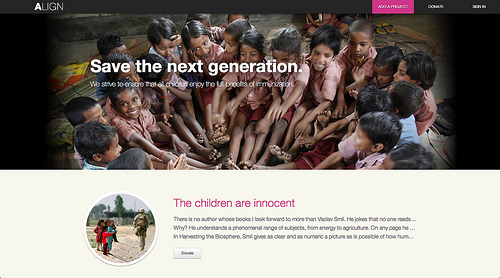 ALIGN
ADD A PROJECT DONATE SIGN IN
Save the next generation.
We strive to ensure that all children enjoy the full benefits of immunization.
The children are innocent
There is no author whose books I look forward to more than Vaclav Smil. He jokes that no one reads…
Why? He understands a phenomenal range of subjects, from energy to agriculture. On any page he …
In Harvesting the Biosphere, Smil gives as clear and as numeric a picture as is possible of how hum…
Donate